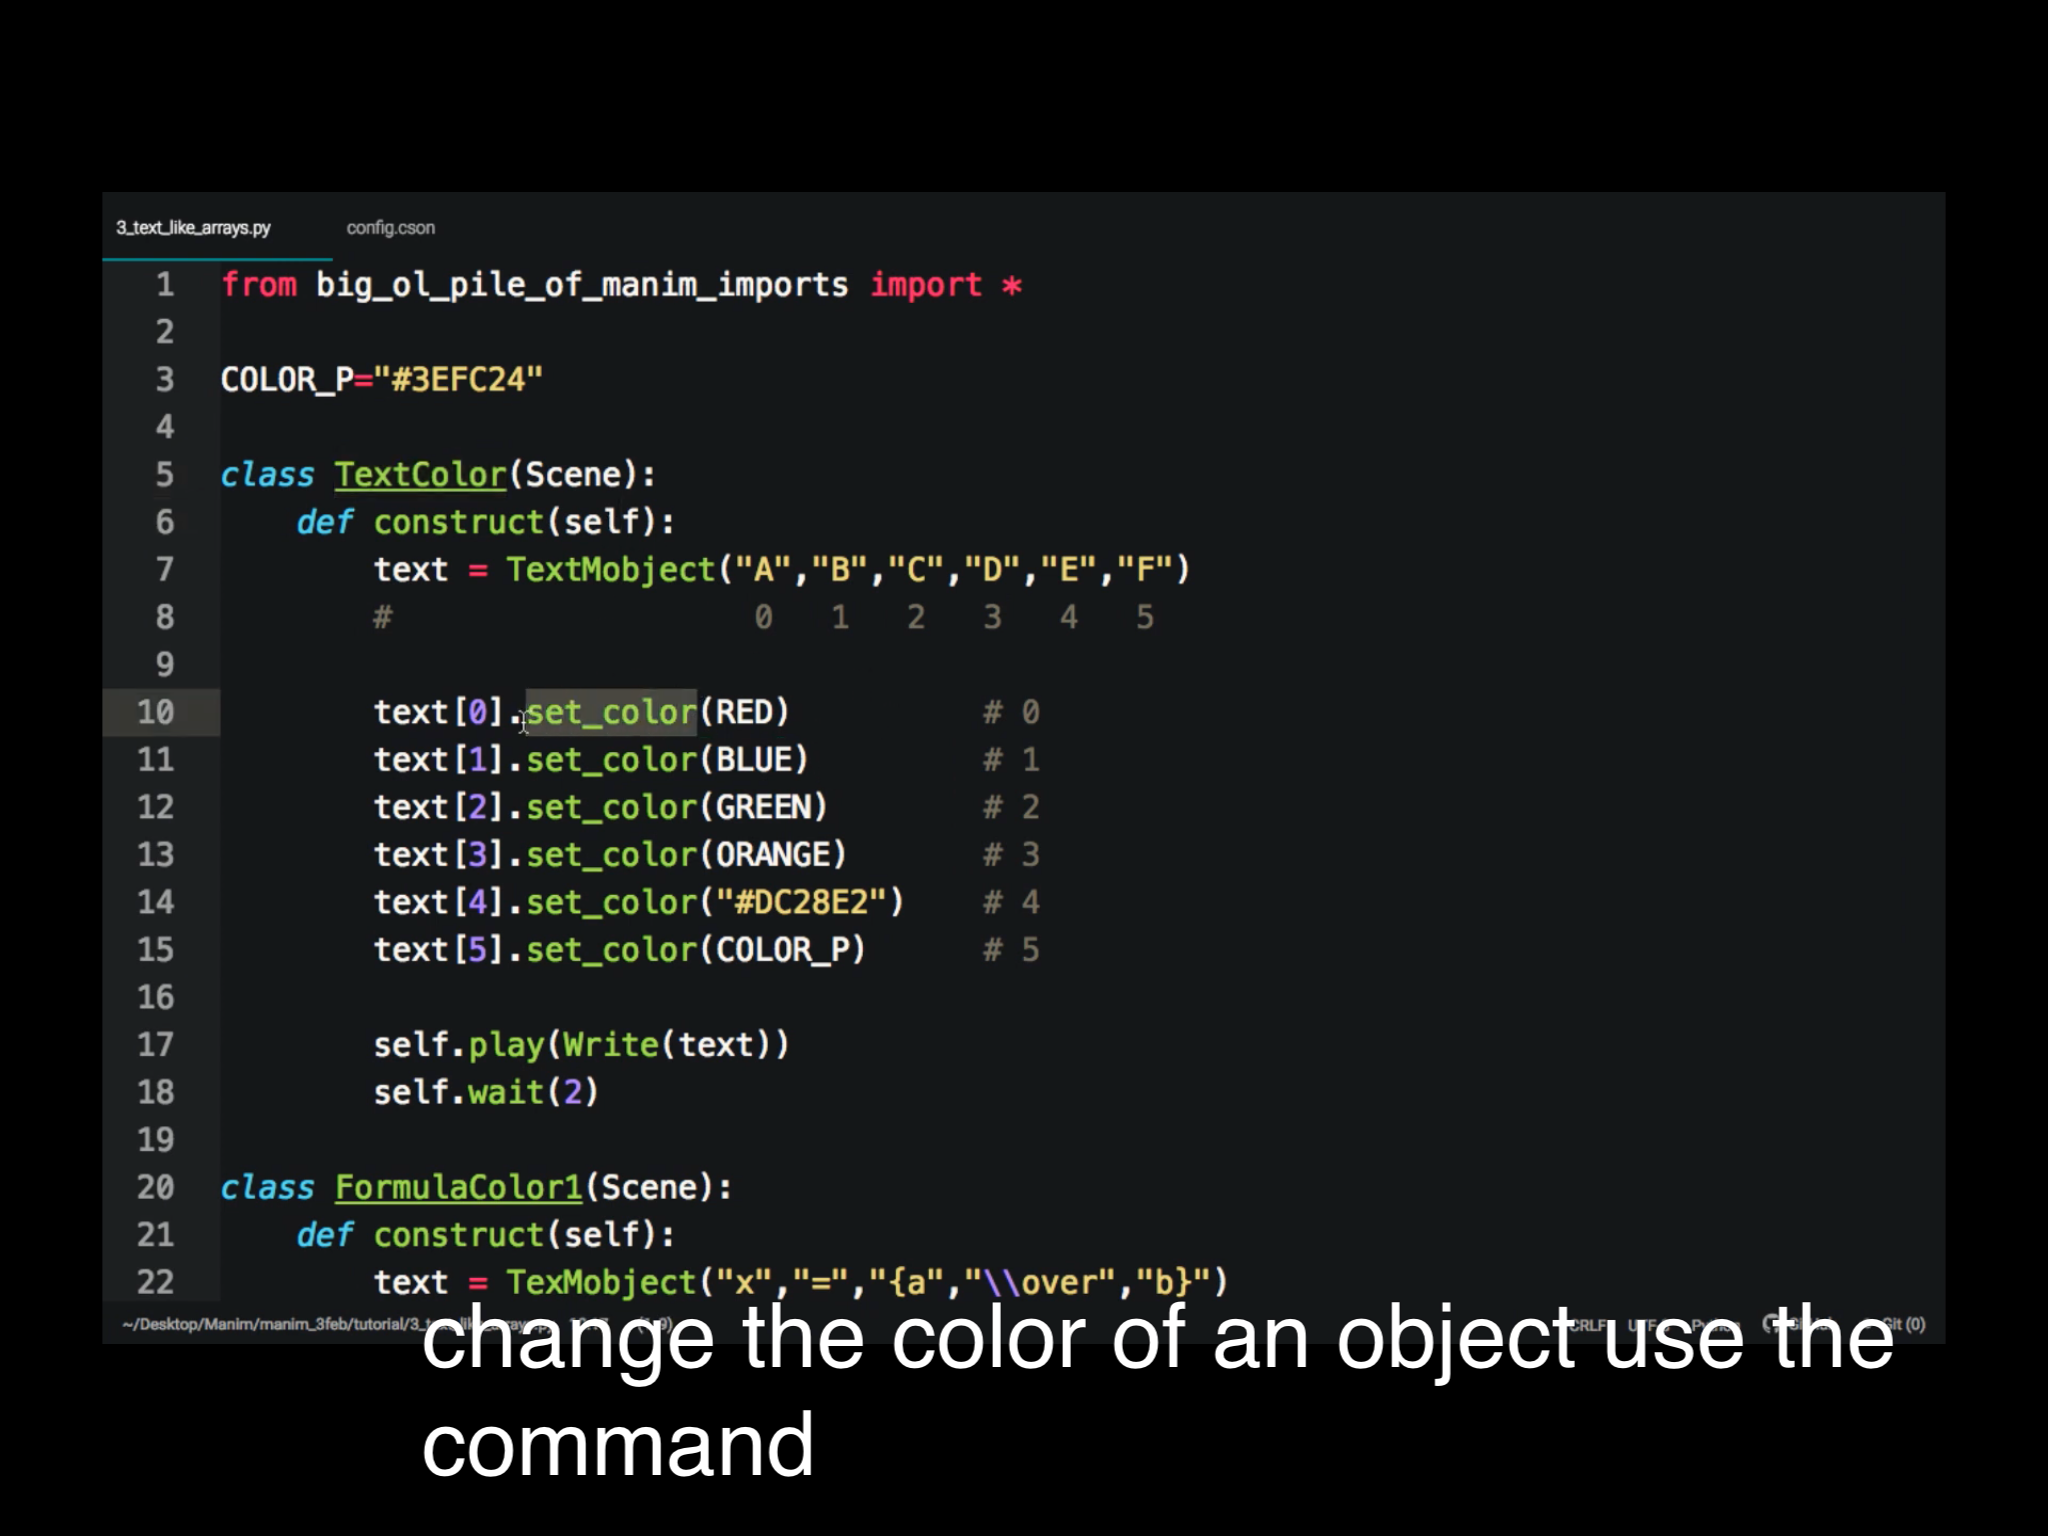 3_text_like_arrays.py config.cson
1 from big_ol_pile_of_manim_imports import *
2
3 COLOR_P="#3EFC24"
4
5 class TextColor(Scene):
6 def construct(self):
7 text = TextMobject("A","B","C","D","E","F")
8 # 0 1 2 3 4 5
9
10 text[0].set_color(RED) # 0
11 text[1].set_color(BLUE) # 1
12 text[2].set_color(GREEN) # 2
13 text[3].set_color(ORANGE) # 3
14 text[4].set_color("#DC28E2") # 4
15 text[5].set_color(COLOR_P) # 5
16
17 self.play(Write(text))
18 self.wait(2)
19
20 class FormulaColor1(Scene):
21 def construct(self):
22 text = TexMobject("x","=","{a","\\over","b}")
~/Desktop/Manim/manim_3feb/tutorial/3_text_like_arrays.py CRLF Python Git (0)
change the color of an object use the
command